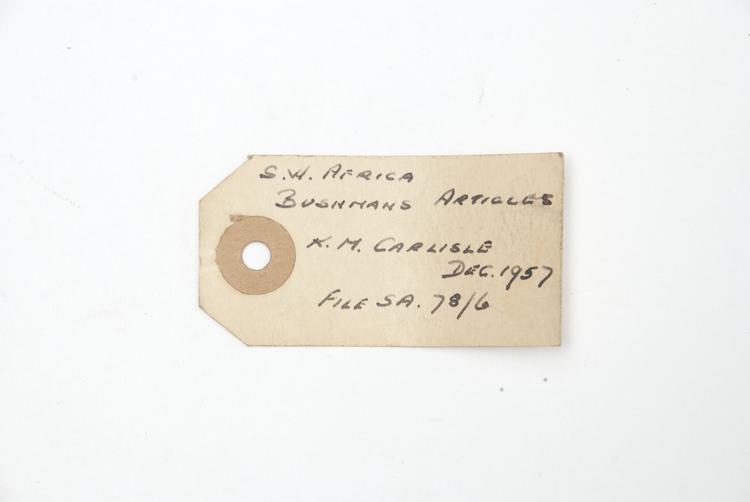 S.W. AFRICA
BUSHMANS ARTICLES
K.M. CARLISLE
DEC. 1957
FILE SA. 78/6